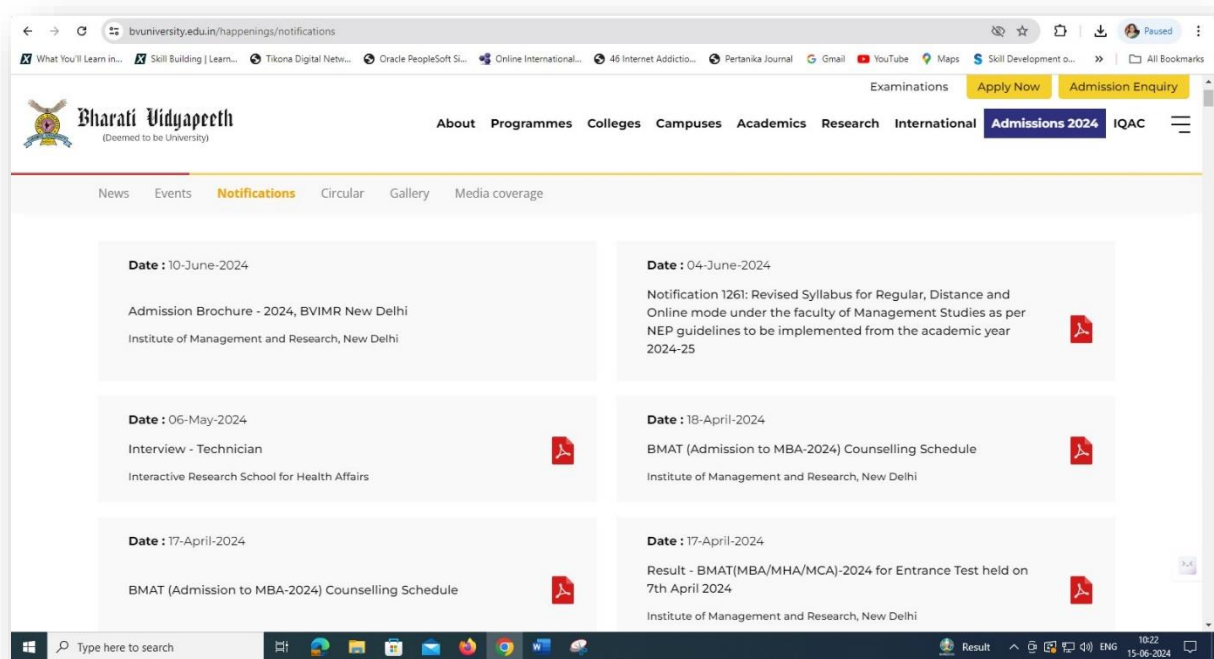 bvuniversity.edu.in/happenings/notifications
Paused
What You'll Learn in...
Skill Building | Learn...
Tikona Digital Netw...
Oracle PeopleSoft Si...
Online International...
46 Internet Addictio...
Pertanika Journal
Gmail
YouTube
Maps
Skill Development o...
»
All Bookmarks
Examinations
Apply Now
Admission Enquiry
Bharati Vidyapeeth
(Deemed to be University)
About Programmes Colleges Campuses Academics Research International Admissions 2024 IQAC
News Events Notifications Circular Gallery Media coverage
Date : 10-June-2024
Admission Brochure - 2024, BVIMR New Delhi
Institute of Management and Research, New Delhi
Date : 04-June-2024
Notification 1261: Revised Syllabus for Regular, Distance and
Online mode under the faculty of Management Studies as per
NEP guidelines to be implemented from the academic year
2024-25
Date : 06-May-2024
Interview - Technician
Interactive Research School for Health Affairs
Date : 18-April-2024
BMAT (Admission to MBA-2024) Counselling Schedule
Institute of Management and Research, New Delhi
Date : 17-April-2024
BMAT (Admission to MBA-2024) Counselling Schedule
Date : 17-April-2024
Result - BMAT(MBA/MHA/MCA)-2024 for Entrance Test held on
7th April 2024
Institute of Management and Research, New Delhi
Type here to search
Result
ENG
10:22
15-06-2024